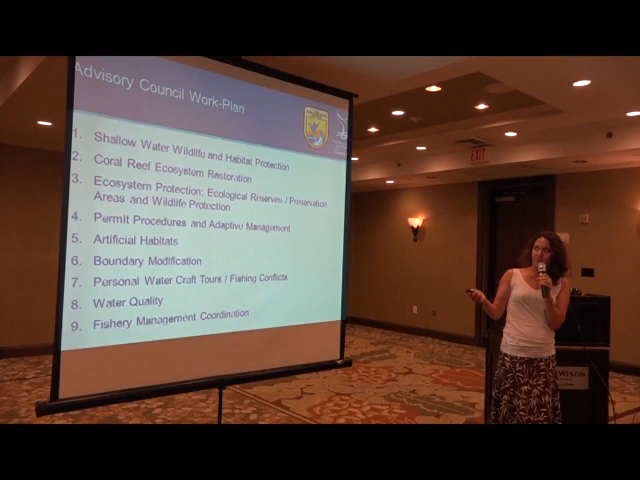 Advisory Council Work-Plan
1. Shallow Water Wildlife and Habitat Protection
2. Coral Reef Ecosystem Restoration
3. Ecosystem Protection: Ecological Reserves / Preservation
Areas and Wildlife Protection
4. Permit Procedures and Adaptive Management
5. Artificial Habitats
6. Boundary Modification
7. Personal Water Craft Tours / Fishing Conflicts
8. Water Quality
9. Fishery Management Coordination
EXIT
WESTIN